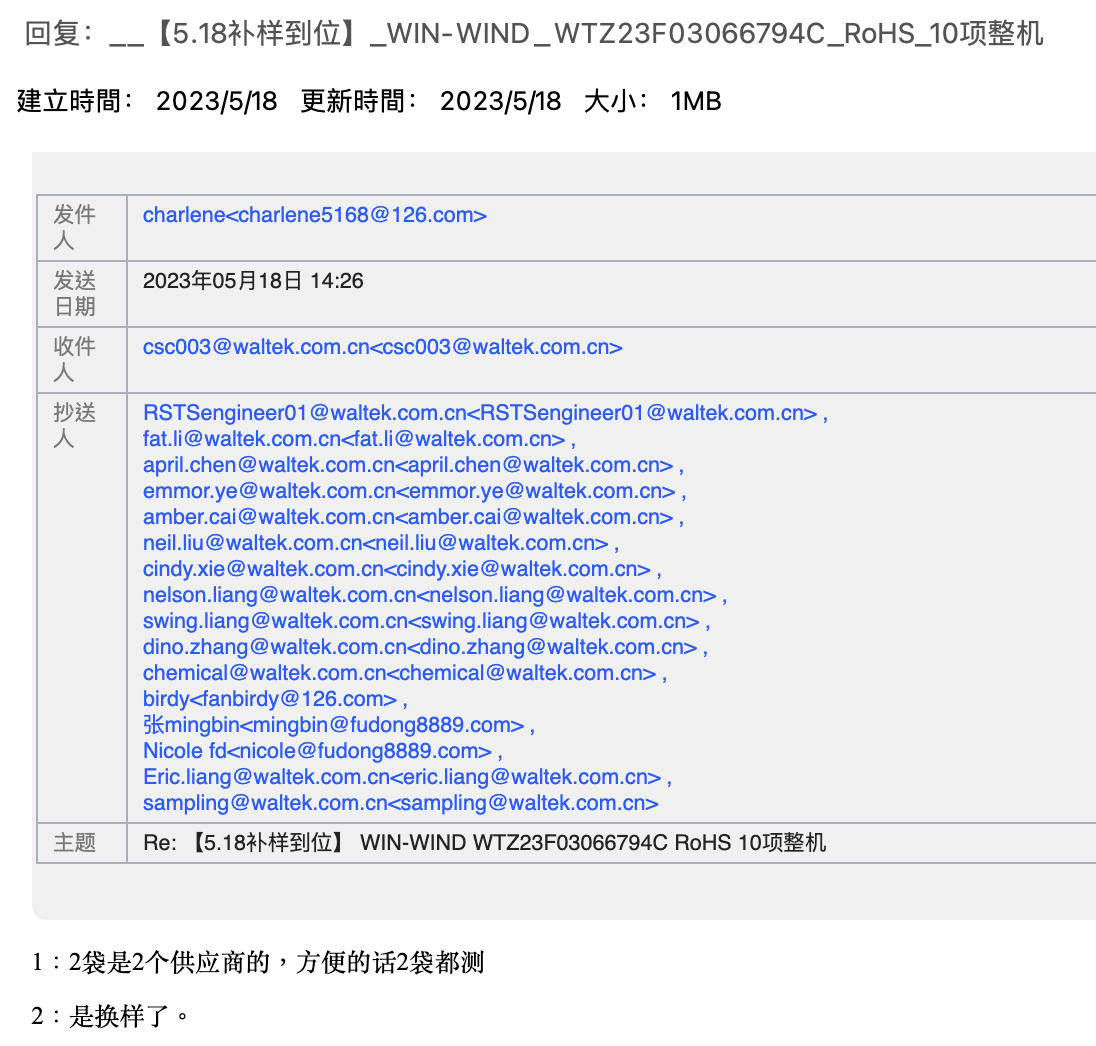 回复：__【5.18补样到位】_WIN-WIND_WTZ23F03066794C_RoHS_10项整机
建立時間： 2023/5/18 更新時間： 2023/5/18 大小： 1MB
发件
人
charlene<charlene5168@126.com>
发送
日期
2023年05月18日 14:26
收件
人
csc003@waltek.com.cn<csc003@waltek.com.cn>
抄送
人
RSTSengineer01@waltek.com.cn<RSTSengineer01@waltek.com.cn> ,
fat.li@waltek.com.cn<fat.li@waltek.com.cn> ,
april.chen@waltek.com.cn<april.chen@waltek.com.cn> ,
emmor.ye@waltek.com.cn<emmor.ye@waltek.com.cn> ,
amber.cai@waltek.com.cn<amber.cai@waltek.com.cn> ,
neil.liu@waltek.com.cn<neil.liu@waltek.com.cn> ,
cindy.xie@waltek.com.cn<cindy.xie@waltek.com.cn> ,
nelson.liang@waltek.com.cn<nelson.liang@waltek.com.cn> ,
swing.liang@waltek.com.cn<swing.liang@waltek.com.cn> ,
dino.zhang@waltek.com.cn<dino.zhang@waltek.com.cn> ,
chemical@waltek.com.cn<chemical@waltek.com.cn> ,
birdy<fanbirdy@126.com> ,
张mingbin<mingbin@fudong8889.com> ,
Nicole fd<nicole@fudong8889.com> ,
Eric.liang@waltek.com.cn<eric.liang@waltek.com.cn> ,
sampling@waltek.com.cn<sampling@waltek.com.cn>
主题
Re: 【5.18补样到位】 WIN-WIND WTZ23F03066794C RoHS 10项整机
1：2袋是2个供应商的，方便的话2袋都测
2：是换样了。